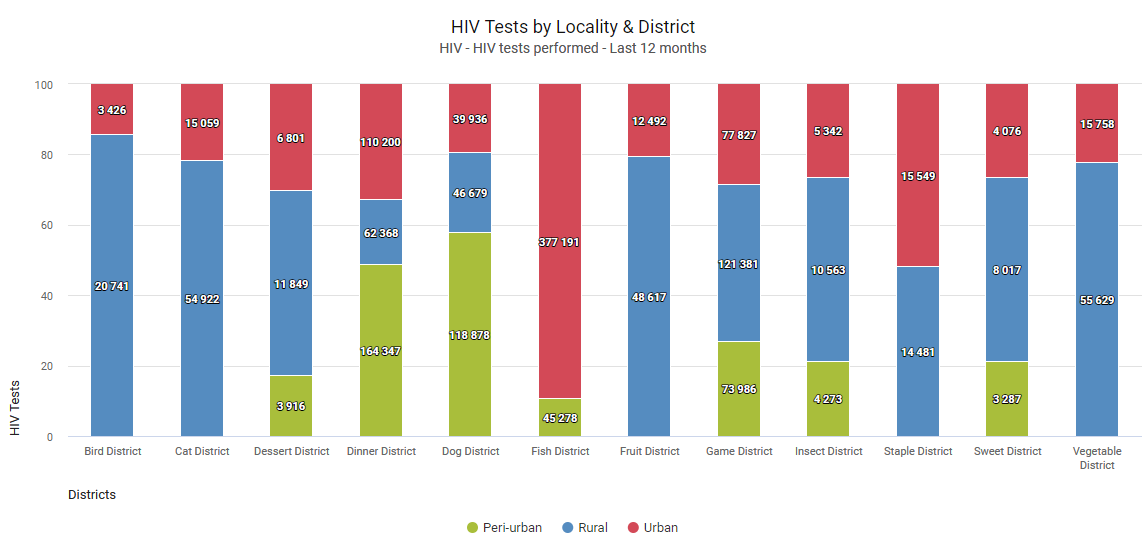 HIV Tests by Locality & District
HIV - HIV tests performed - Last 12 months
100
80
60
40
20
0
HIV Tests
3 426
20 741
15 059
54 922
6 801
11 849
3 916
110 200
62 368
164 347
39 936
46 679
118 878
377 191
45 278
12 492
48 617
77 827
121 381
73 986
5 342
10 563
4 273
15 549
14 481
4 076
8 017
3 287
15 758
55 629
Bird District
Cat District
Dessert District
Dinner District
Dog District
Fish District
Fruit District
Game District
Insect District
Staple District
Sweet District
Vegetable
District
Districts
Peri-urban
Rural
Urban